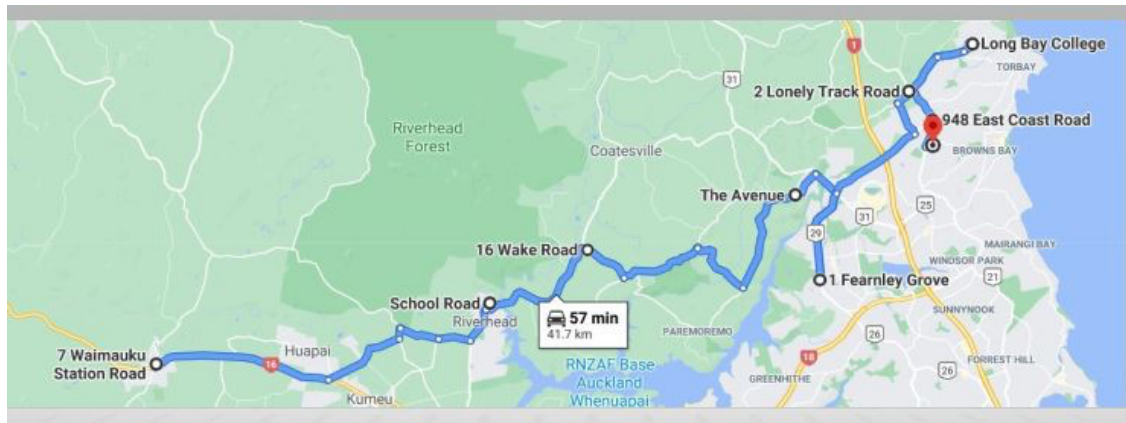 Long Bay College
TORBAY
1
31
2 Lonely Track Road
948 East Coast Road
BROWNS BAY
Riverhead
Forest
Coatesville
The Avenue
25
31
29
MAIRANGI BAY
WINDSOR PARK
21
16 Wake Road
1 Fearnley Grove
School Road
Riverhead
57 min
41.7 km
SUNNYNOOK
PAREMOREMO
26
7 Waimauku
Station Road
16
Huapai
Kumeu
RNZAF Base
Auckland
Whenuapai
18
GREENHITHE
FORREST HILL
26
26